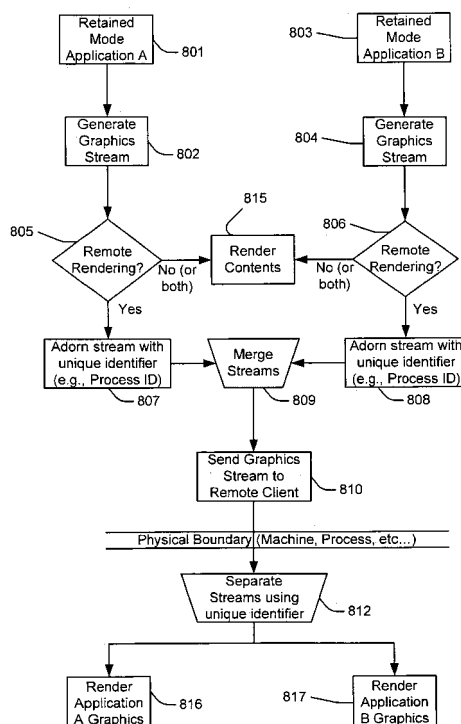 Retained
Mode
Application A
801
803
Retained
Mode
Application B
Generate
Graphics
Stream
802
804
Generate
Graphics
Stream
805
Remote
Rendering?
815
Render
Contents
806
Remote
Rendering?
No (or
both)
No (or
both)
Yes
Yes
Adorn stream with
unique identifier
(e.g., Process ID)
807
Merge
Streams
809
Adorn stream with
unique identifier
(e.g., Process ID)
808
Send Graphics
Stream to
Remote Client
810
Physical Boundary (Machine, Process, etc...)
Separate
Streams using
unique identifier
812
Render
Application
A Graphics
816
817
Render
Application
B Graphics